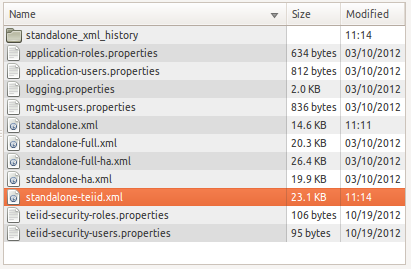 Name Size Modified
standalone_xml_history 11:14
application-roles.properties 634 bytes 03/10/2012
application-users.properties 812 bytes 03/10/2012
logging.properties 2.0 KB 03/10/2012
mgmt-users.properties 836 bytes 03/10/2012
standalone.xml 14.6 KB 11:11
standalone-full.xml 20.3 KB 03/10/2012
standalone-full-ha.xml 26.4 KB 03/10/2012
standalone-ha.xml 19.9 KB 03/10/2012
standalone-teiid.xml 23.1 KB 11:14
teiid-security-roles.properties 106 bytes 10/19/2012
teiid-security-users.properties 95 bytes 10/19/2012